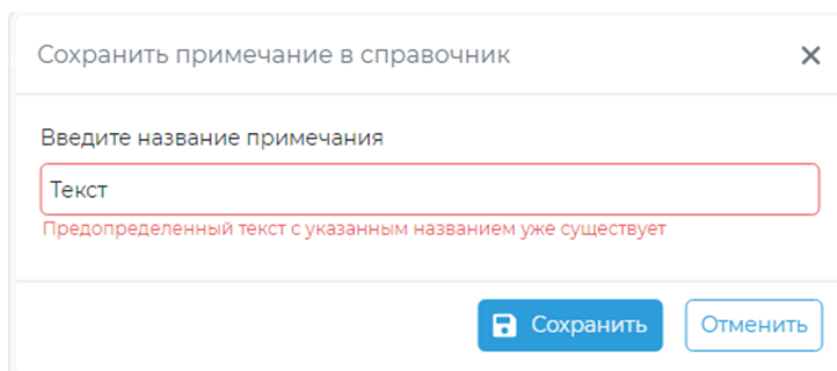 Сохранить примечание в справочник
Введите название примечания
Текст
Предопределенный текст с указанным названием уже существует
Сохранить Отменить